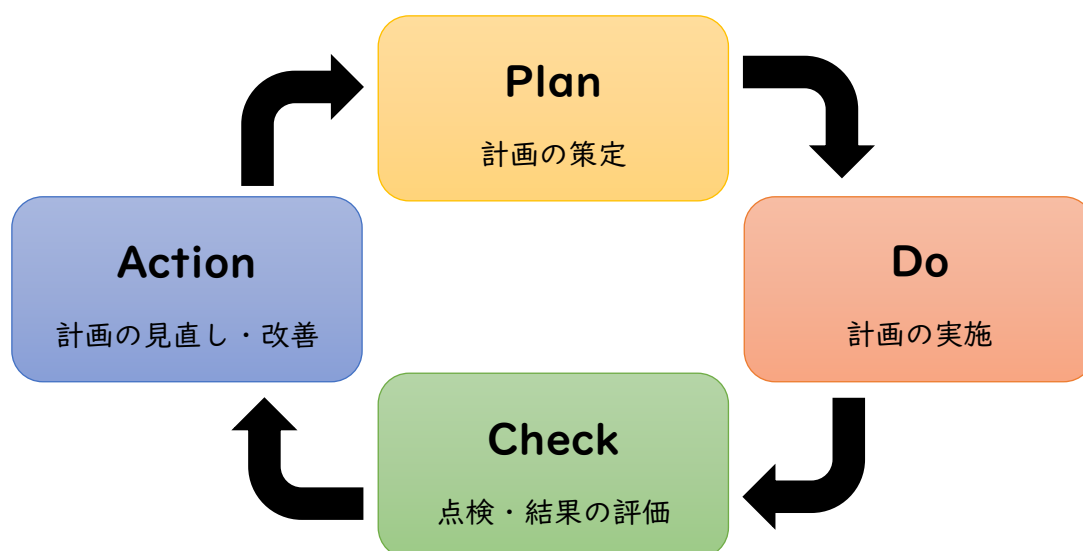 Plan
計画の策定
Do
計画の実施
Check
点検・結果の評価
Action
計画の見直し・改善